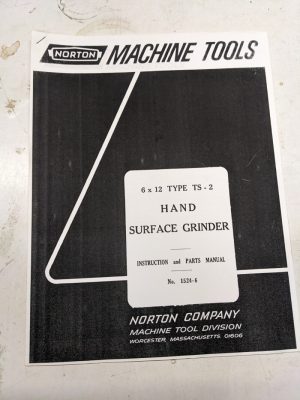 NORTON MACHINE TOOLS
6 x 12 TYPE TS - 2
HAND
SURFACE GRINDER
INSTRUCTION and PARTS MANUAL
No. 1524-6
NORTON COMPANY
MACHINE TOOL DIVISION
WORCESTER, MASSACHUSETTS 01606